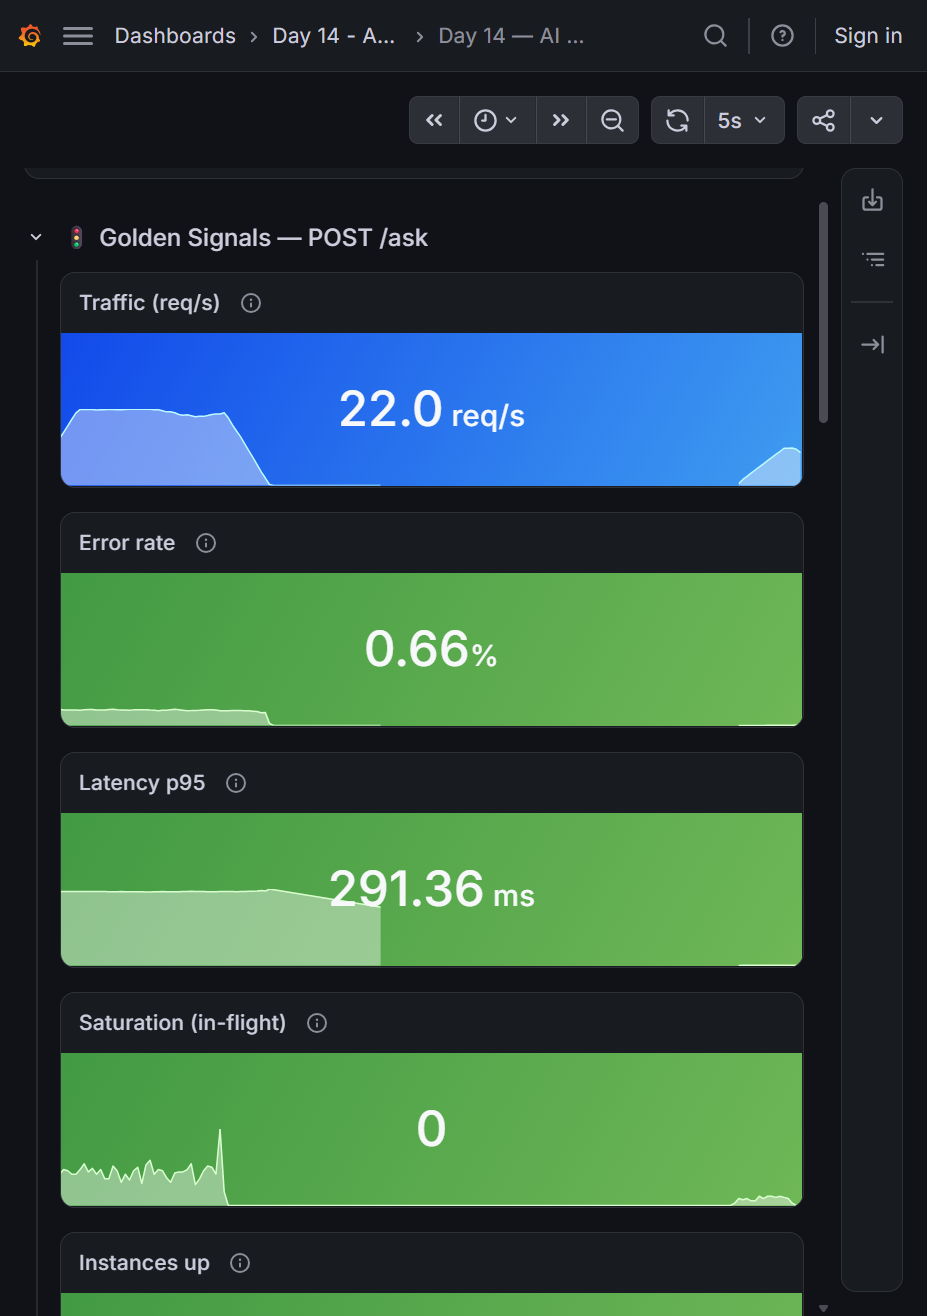 Dashboards › Day 14 - A... › Day 14 — AI ... Sign in
5s
Golden Signals — POST /ask
Traffic (req/s)
22.0 req/s
Error rate
0.66%
Latency p95
291.36 ms
Saturation (in-flight)
0
Instances up